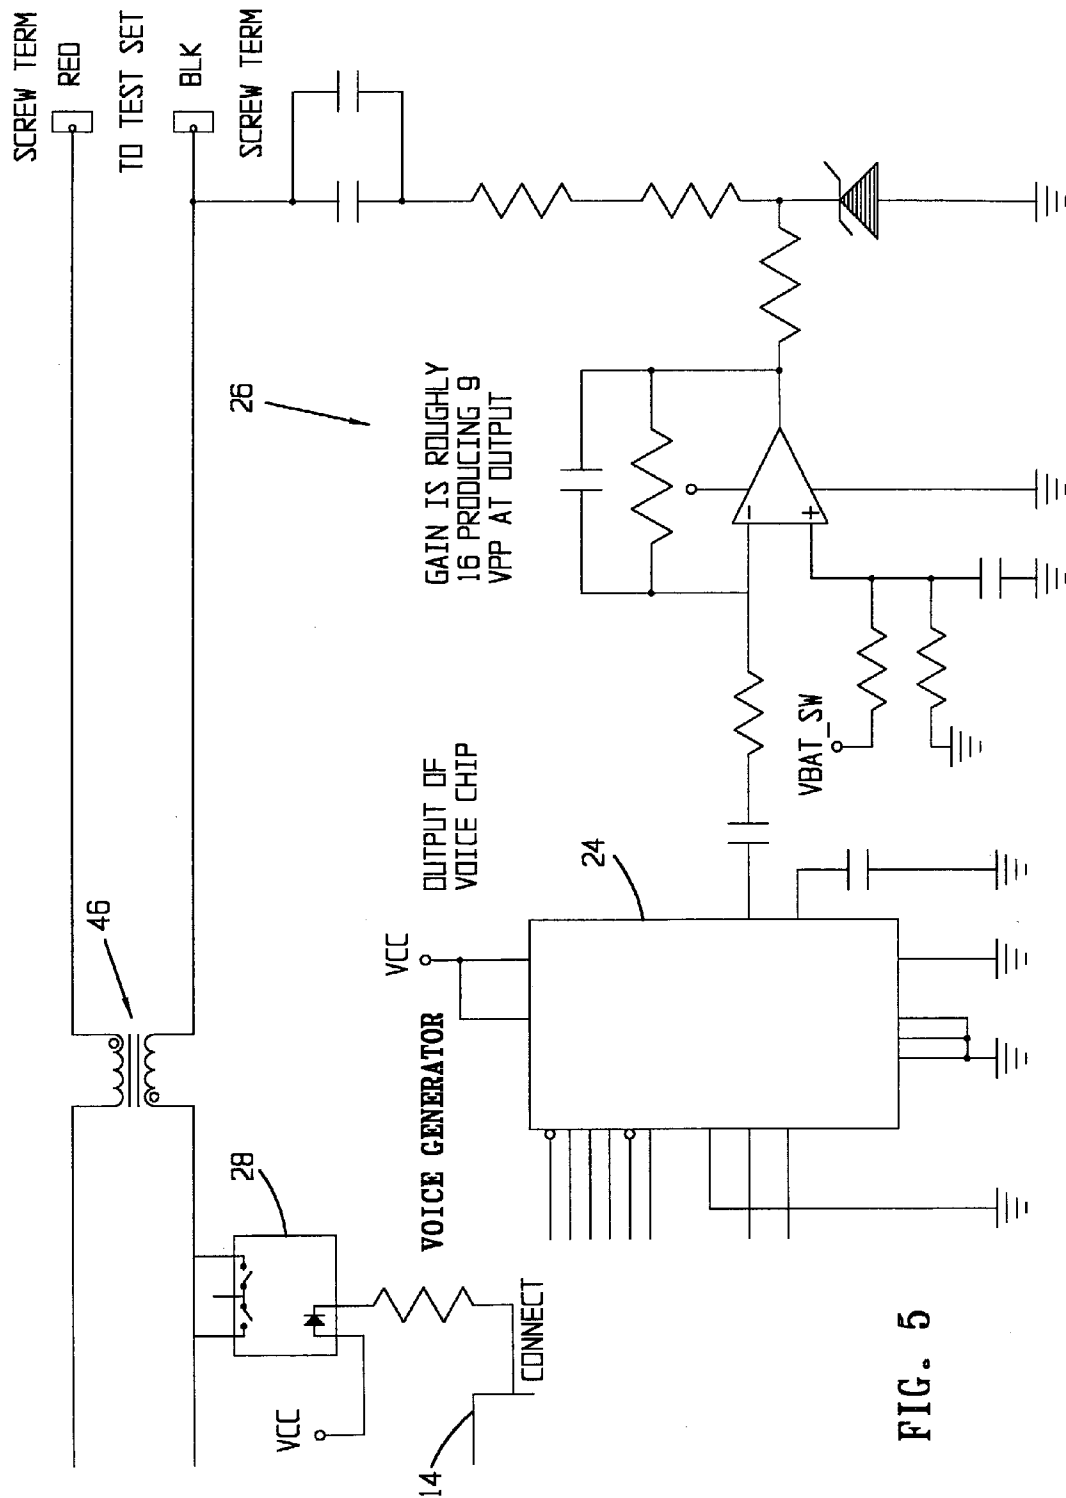 SCREW TERM
RED
TO TEST SET
BLK
SCREW TERM
46
26
GAIN IS ROUGHLY
16 PRODUCING 9
VPP AT OUTPUT
28
VCC
14
CONNECT
VOICE GENERATOR
VCC
OUTPUT OF
VOICE CHIP
24
VBAT_SW
-
+
FIG. 5